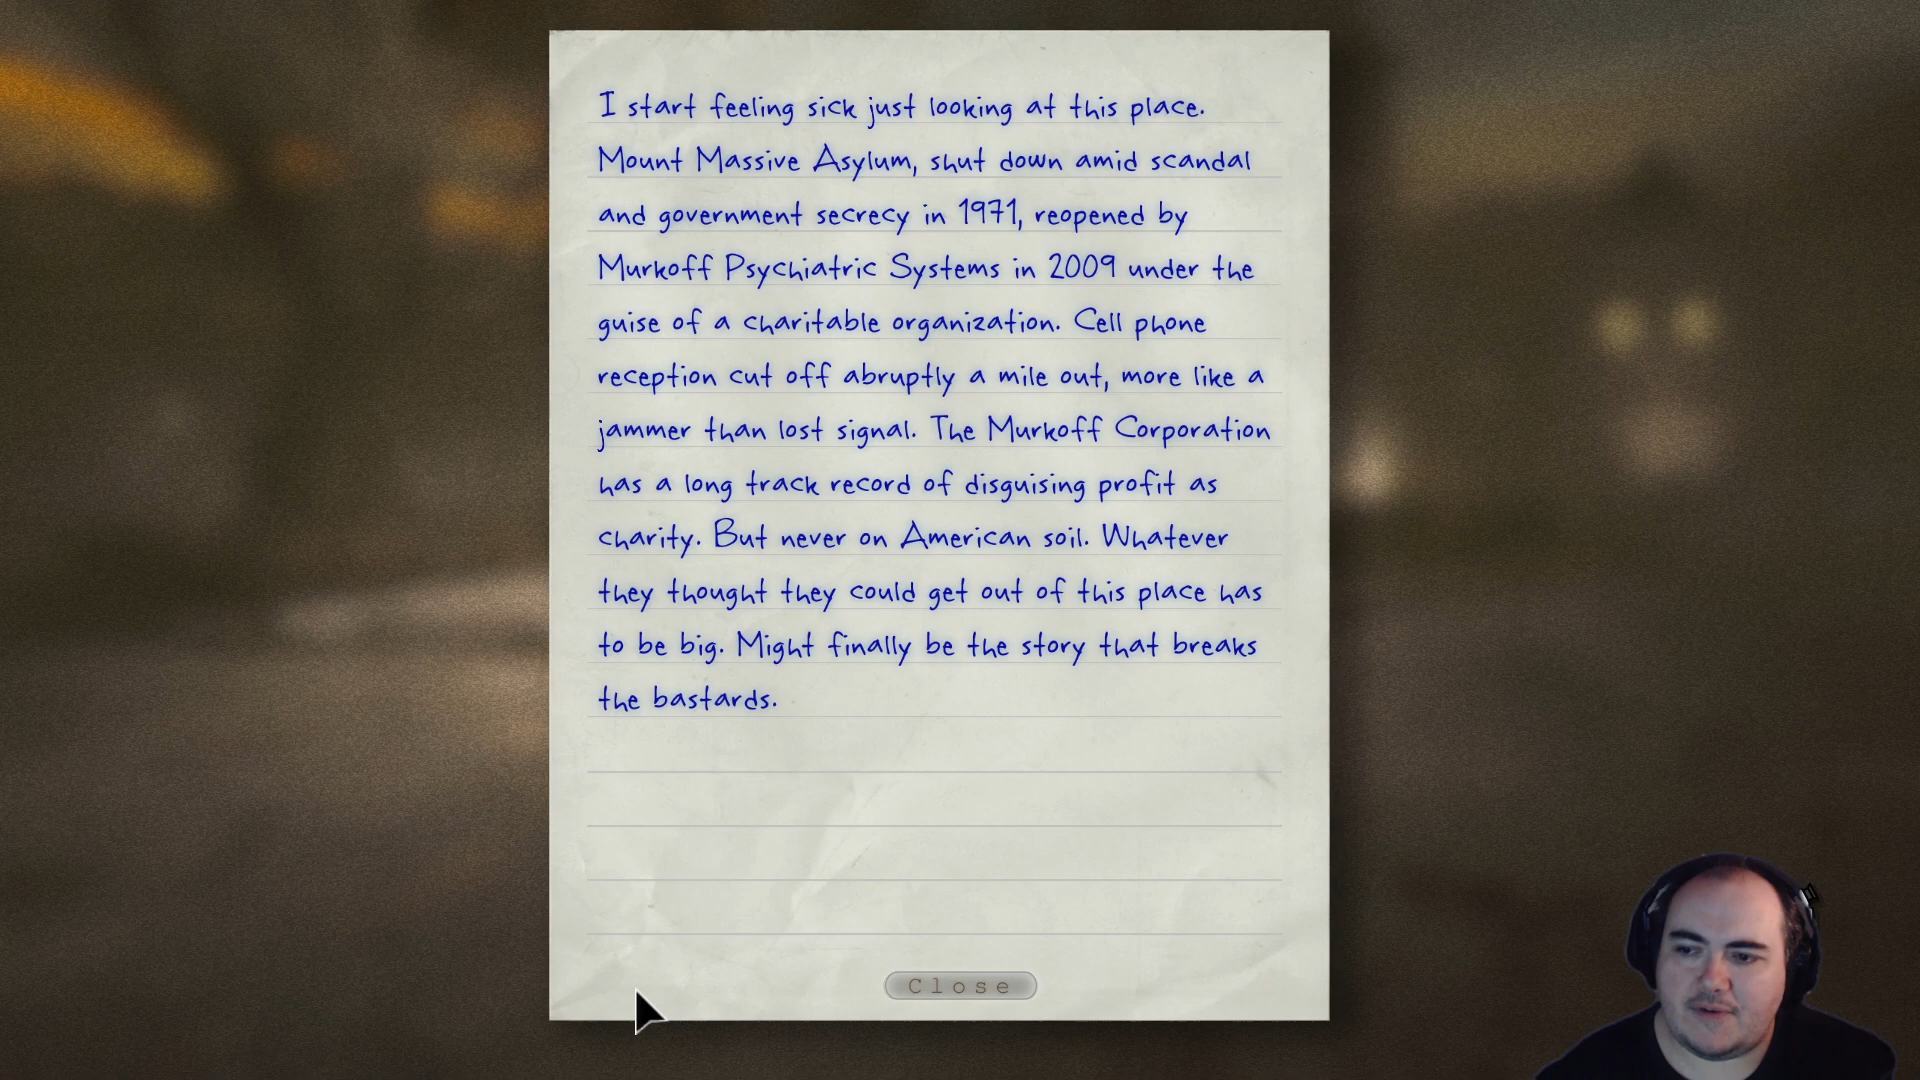 I start feeling sick just looking at this place.
Mount Massive Asylum, shut down amid scandal
and government secrecy in 1971, reopened by
Murkoff Psychiatric Systems in 2009 under the
guise of a charitable organization. Cell phone
reception cut off abruptly a mile out, more like a
jammer than lost signal. The Murkoff Corporation
has a long track record of disguising profit as
charity. But never on American soil. Whatever
they thought they could get out of this place has
to be big. Might finally be the story that breaks
the bastards.
Close